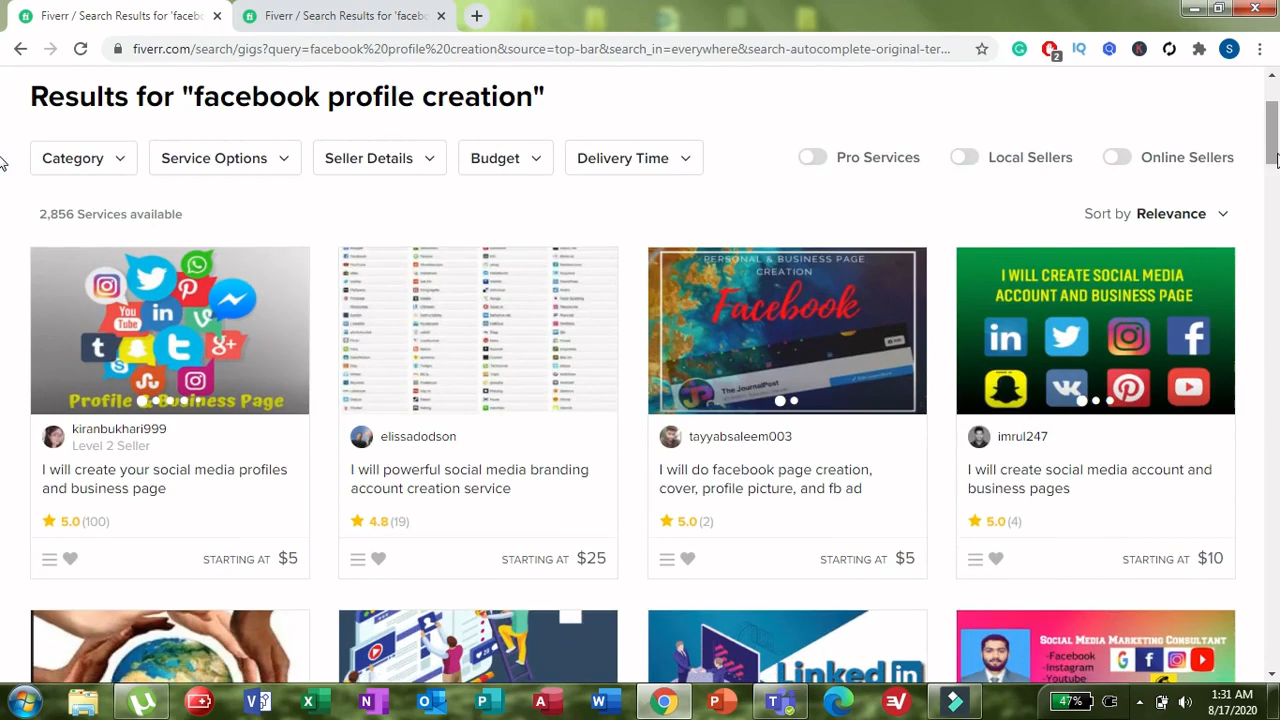 Fiverr / Search Results for 'faceb
Fiverr / Search Results for 'faceb
fiverr.com/search/gigs?query=facebook%20profile%20creation&source=top-bar&search_in=everywhere&search-autocomplete-original-ter...
2
S
Results for "facebook profile creation"
Category
Service Options
Seller Details
Budget
Delivery Time
Pro Services
Local Sellers
Online Sellers
2,856 Services available
Sort by Relevance
You
Tube
Profile
Business Page
PERSONAL & BUSINESS PAGE
CREATION
Facebook
The JournalPost
I WILL CREATE SOCIAL MEDIA
ACCOUNT AND BUSINESS PAGE
kiranbukhari999
Level 2 Seller
elissadodson
tayyabsaleem003
imrul247
I will create your social media profiles
and business page
I will powerful social media branding
account creation service
I will do facebook page creation,
cover, profile picture, and fb ad
I will create social media account and
business pages
5.0 (100)
4.8 (19)
5.0 (2)
5.0 (4)
STARTING AT $5
STARTING AT $25
STARTING AT $5
STARTING AT $10
Linked in
SOCIAL MEDIA MARKETING CONSULTANT
-Facebook
-Instagram
-Youtube
47%
1:31 AM
8/17/2020